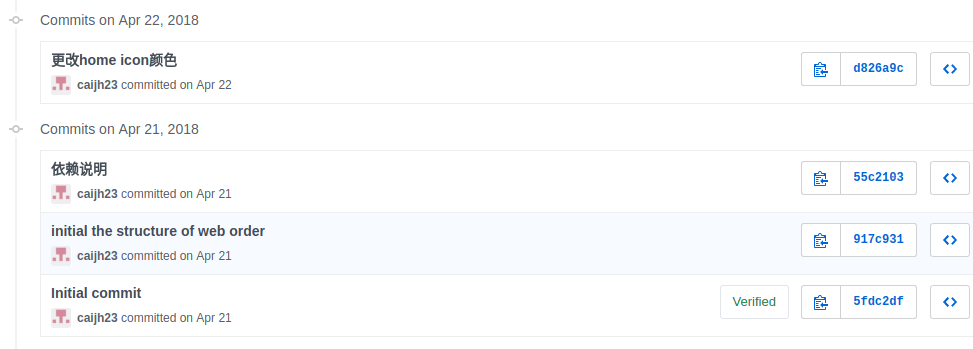 Commits on Apr 22, 2018
更改home icon颜色
caijh23 committed on Apr 22
d826a9c
Commits on Apr 21, 2018
依赖说明
caijh23 committed on Apr 21
55c2103
initial the structure of web order
caijh23 committed on Apr 21
917c931
Initial commit
caijh23 committed on Apr 21
Verified
5fdc2df